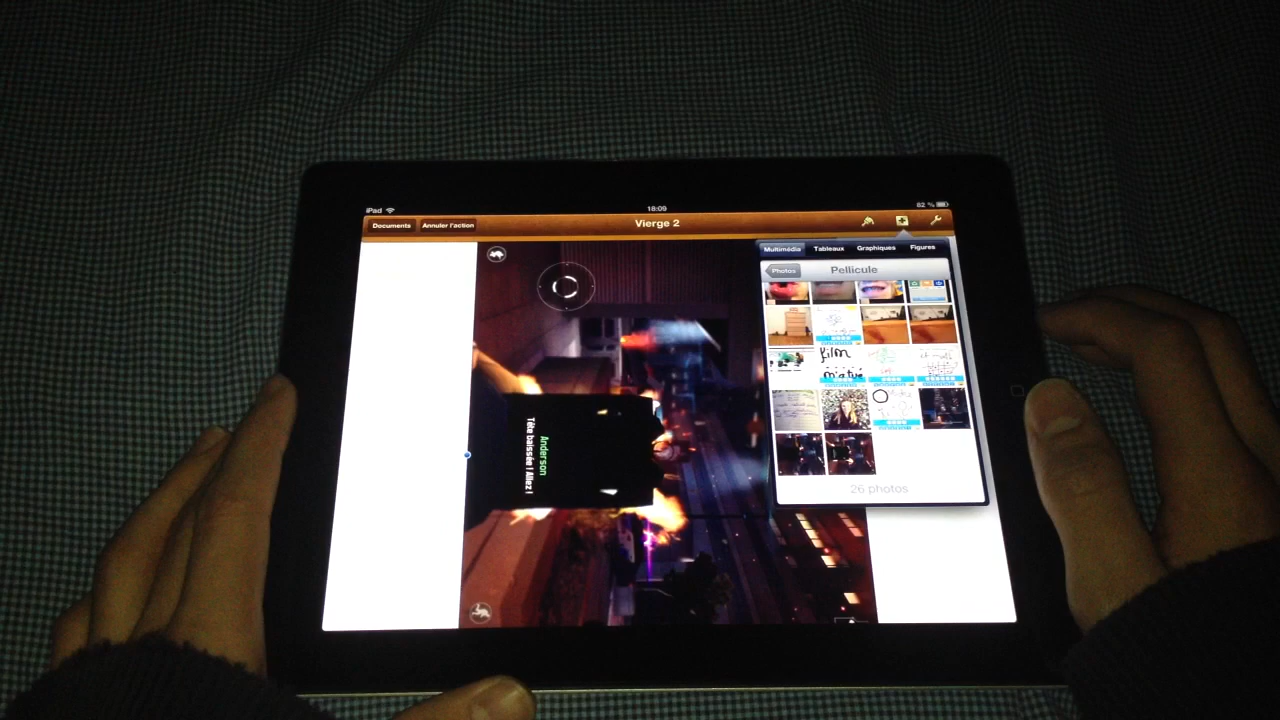 iPad 18:09 82 %
Documents Annuler l'action Vierge 2
Multimédia Tableaux Graphiques Figures
Photos Pellicule
film
26 photos
Anderson
Tête baissée ! Allez !